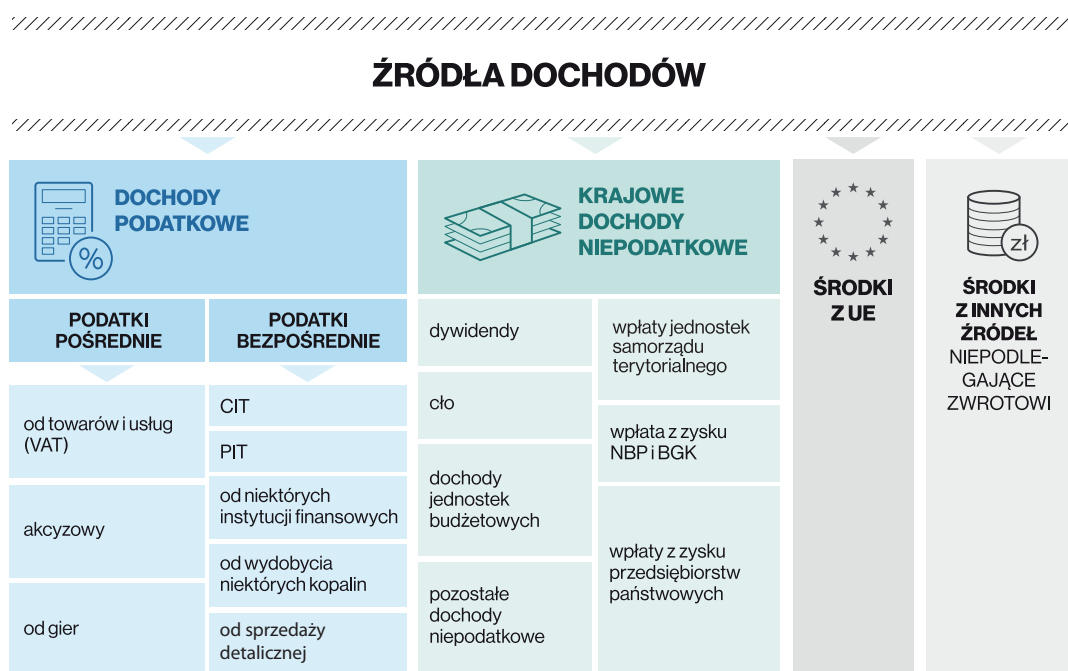 ŹRÓDŁA DOCHODÓW
DOCHODY
PODATKOWE
%
PODATKI
POŚREDNIE
od towarów i usług
(VAT)
akcyzowy
od gier
PODATKI
BEZPOŚREDNIE
CIT
PIT
od niektórych
instytucji finansowych
od wydobycia
niektórych kopalin
od sprzedaży
detalicznej
KRAJOWE
DOCHODY
NIEPODATKOWE
dywidendy
cło
dochody
jednostek
budżetowych
pozostałe
dochody
niepodatkowe
wpłaty jednostek
samorządu
terytorialnego
wpłata z zysku
NBP i BGK
wpłaty z zysku
przedsiębiorstw
państwowych
ŚRODKI
Z UE
zł
ŚRODKI
Z INNYCH
ŹRÓDEŁ
NIEPODLE-
GAJĄCE
ZWROTOWI